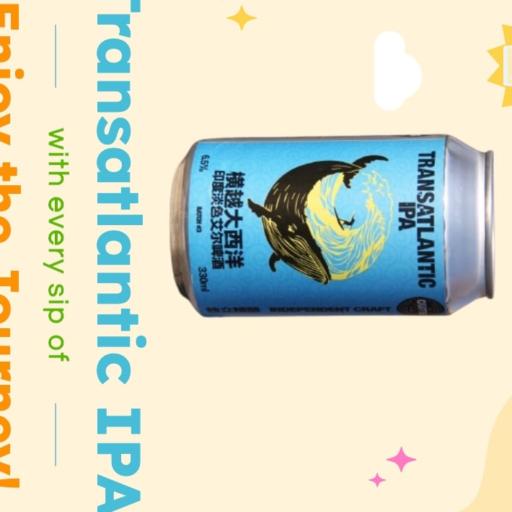 TRANSATLANTIC
IPA
横越大西洋
印度淡色艾尔啤酒
6.5%
330ml
INDEPENDENT CRAFT
Transatlantic IPA
with every sip of
Enjoy the Journey!